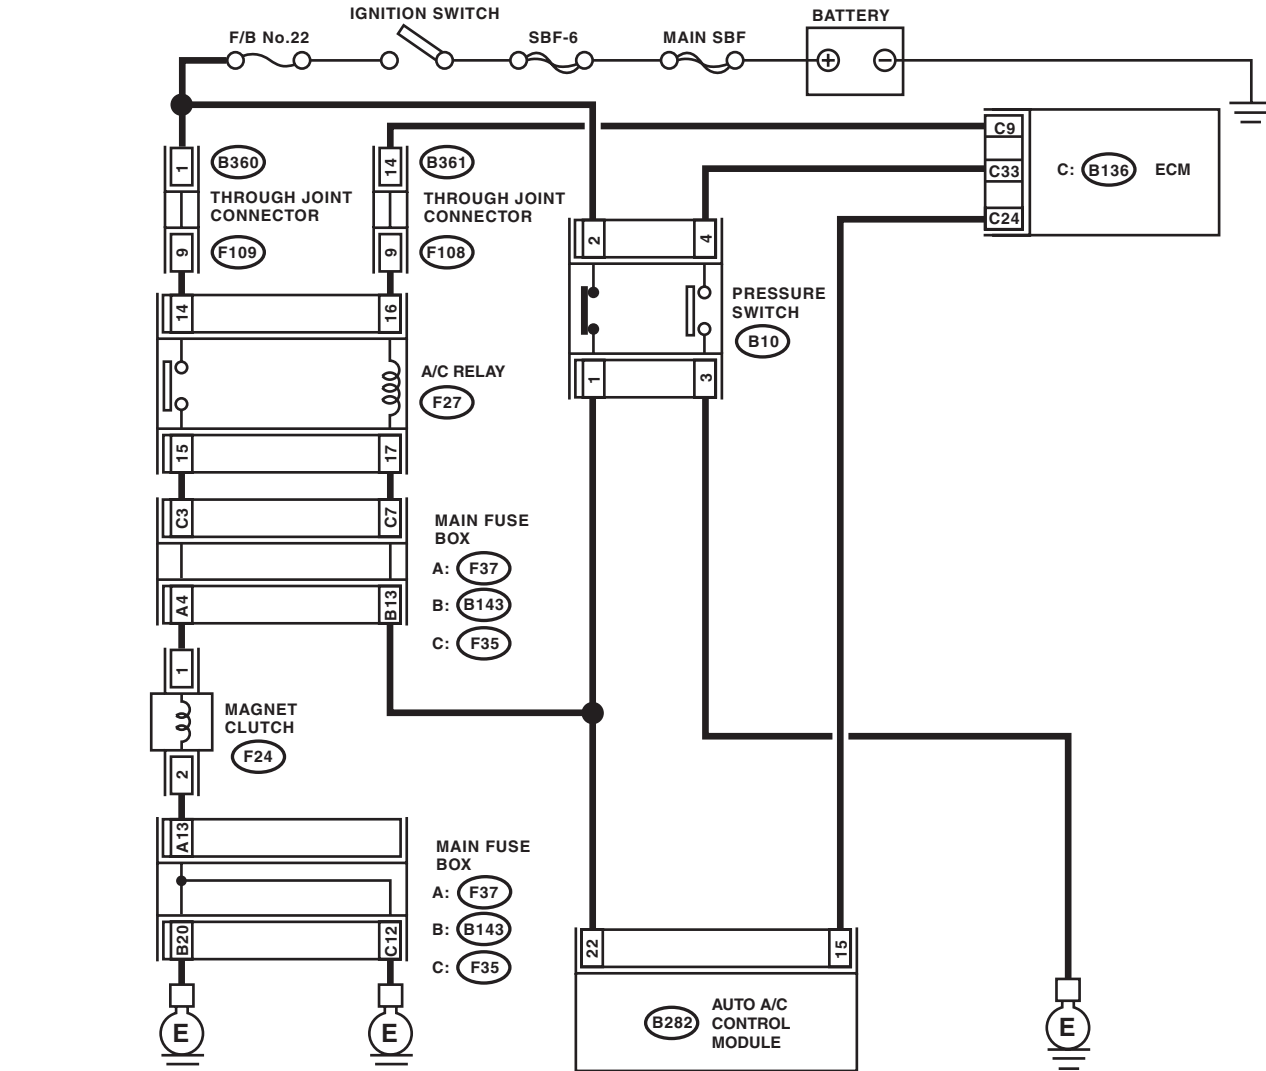 IGNITION SWITCH
BATTERY
F/B No.22
SBF-6
MAIN SBF
+
−
C9
C33
C24
C: B136 ECM
1
B360
THROUGH JOINT
CONNECTOR
9
F109
14
B361
THROUGH JOINT
CONNECTOR
9
F108
2
4
PRESSURE
SWITCH
B10
1
3
14
16
A/C RELAY
F27
15
17
C3
C7
MAIN FUSE
BOX
A: F37
B: B143
C: F35
A4
B13
1
MAGNET
CLUTCH
F24
2
A13
MAIN FUSE
BOX
A: F37
B: B143
C: F35
B20
C12
E
E
22
15
B282
AUTO A/C
CONTROL
MODULE
E